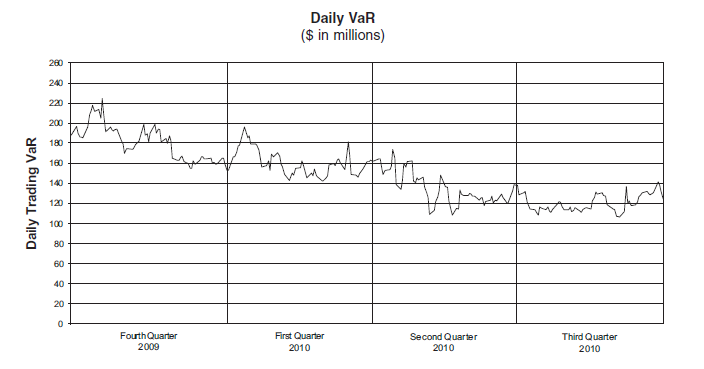 Daily VaR
($ in millions)
Daily Trading VaR
260
240
220
200
180
160
140
120
100
80
60
40
20
0
Fourth Quarter
2009
First Quarter
2010
Second Quarter
2010
Third Quarter
2010